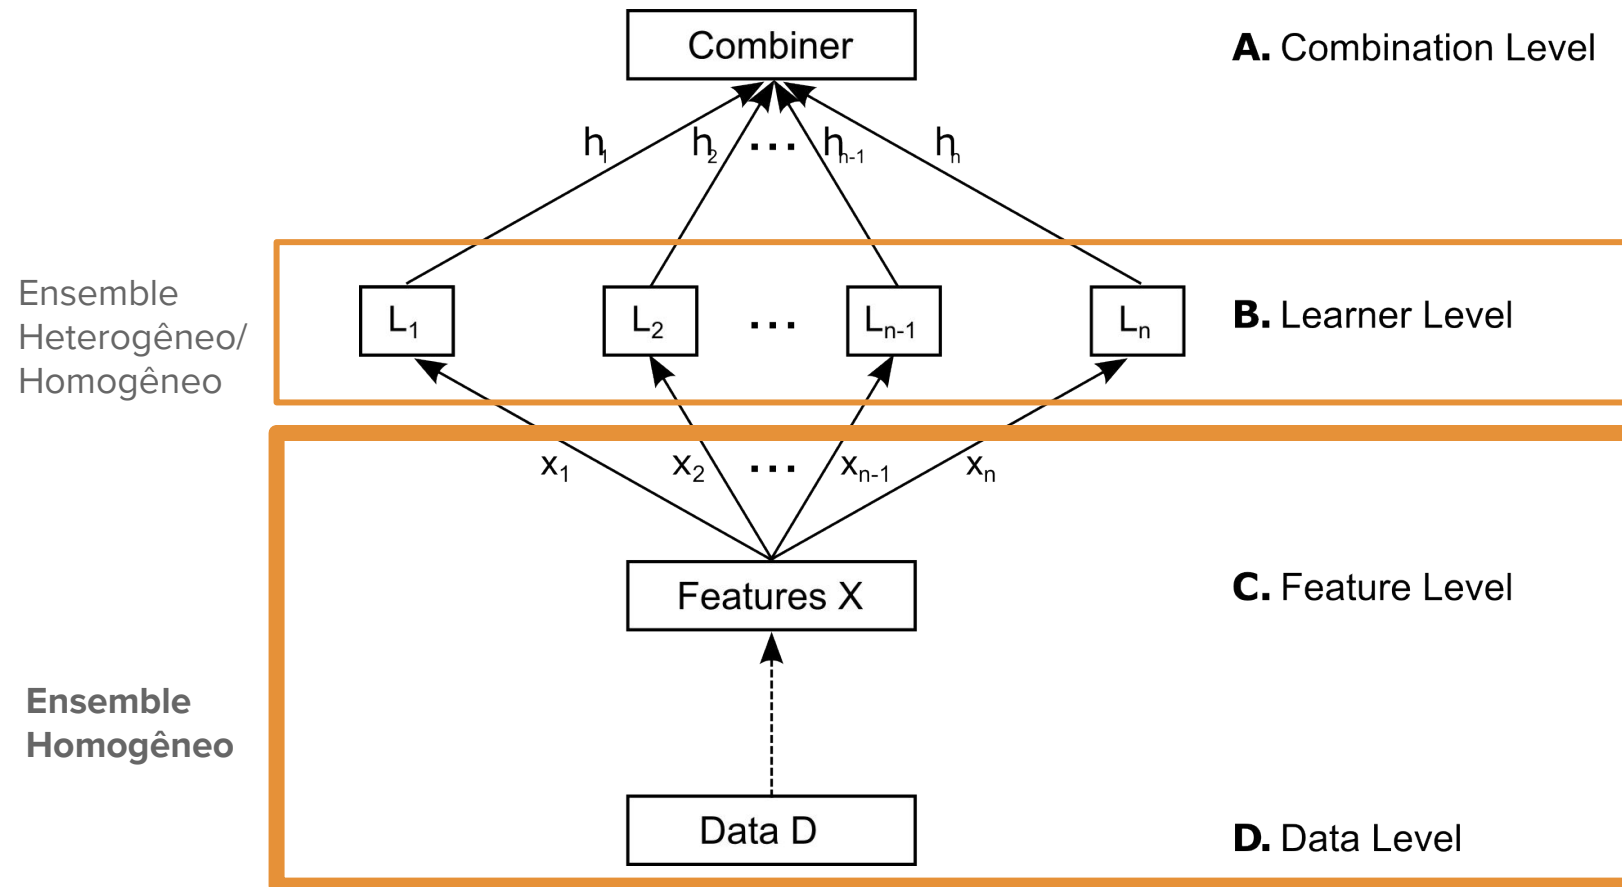 Combiner
A. Combination Level
h₁ h₂ ... hₙ₋₁ hₙ
Ensemble
Heterogêneo/
Homogêneo
L₁ L₂ ... Lₙ₋₁ Lₙ
B. Learner Level
x₁ x₂ ... xₙ₋₁ xₙ
Features X
C. Feature Level
Ensemble
Homogêneo
Data D
D. Data Level